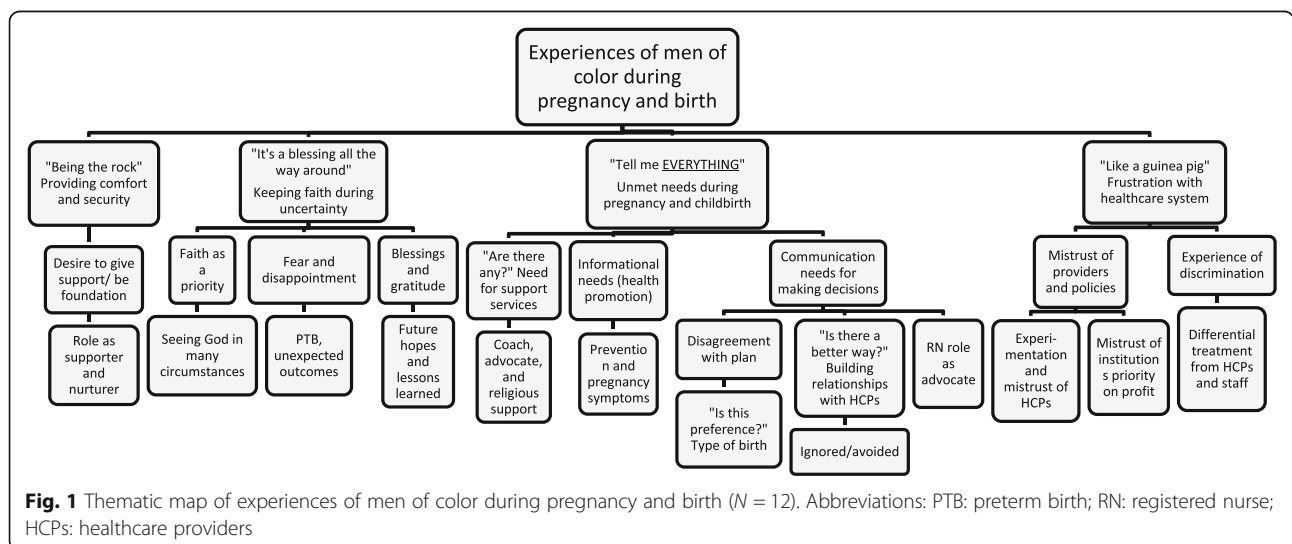 Experiences of men of
color during
pregnancy and birth
"Being the rock"
Providing comfort
and security
"It's a blessing all the
way around"
Keeping faith during
uncertainty
"Tell me EVERYTHING"
Unmet needs during
pregnancy and childbirth
"Like a guinea pig"
Frustration with
healthcare system
Desire to give
support/ be
foundation
Faith as
a
priority
Fear and
disappointment
Blessings
and
gratitude
"Are there
any?" Need
for support
services
Informational
needs (health
promotion)
Communication
needs for
making decisions
Mistrust of
providers
and policies
Experience of
discrimination
Role as
supporter
and
nurturer
Seeing God in
many
circumstances
PTB,
unexpected
outcomes
Future
hopes
and
lessons
learned
Coach,
advocate,
and
religious
support
Preventio
n and
pregnancy
symptoms
Disagreement
with plan
"Is there a
better way?"
Building
relationships
with HCPs
RN role
as
advocate
Experi-
mentation
and
mistrust of
HCPs
Mistrust of
institution
s priority
on profit
Differential
treatment
from HCPs
and staff
"Is this
preference?"
Type of birth
Ignored/avoided
Fig. 1 Thematic map of experiences of men of color during pregnancy and birth (N = 12). Abbreviations: PTB: preterm birth; RN: registered nurse;
HCPs: healthcare providers